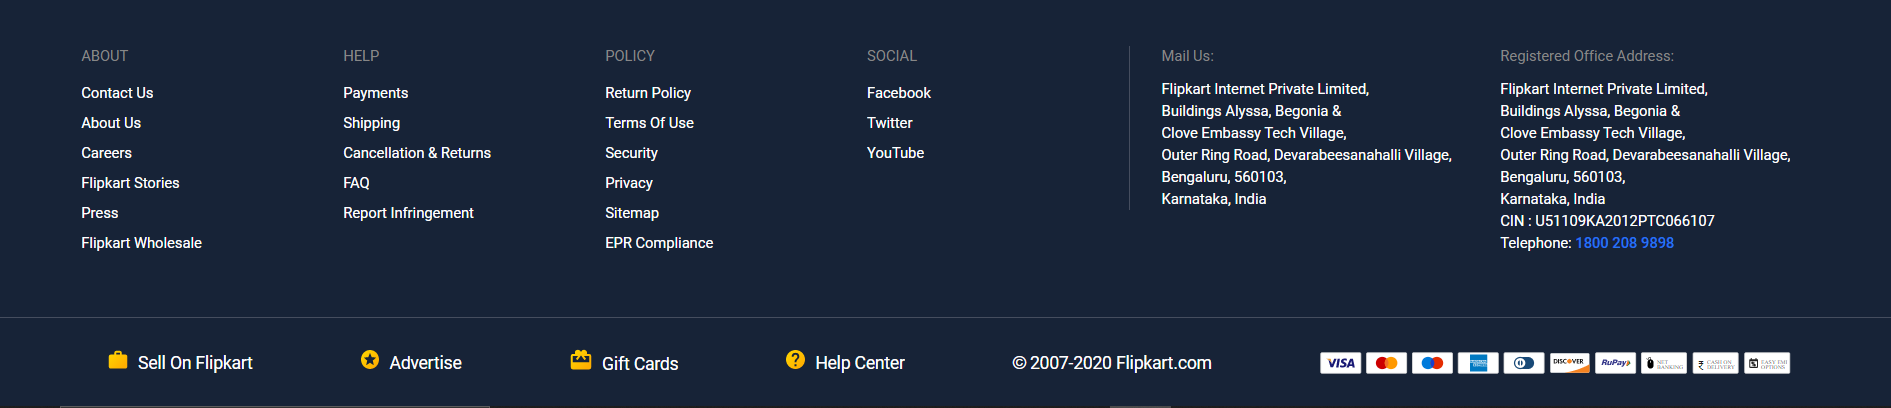 ABOUT
Contact Us
About Us
Careers
Flipkart Stories
Press
Flipkart Wholesale
HELP
Payments
Shipping
Cancellation & Returns
FAQ
Report Infringement
POLICY
Return Policy
Terms Of Use
Security
Privacy
Sitemap
EPR Compliance
SOCIAL
Facebook
Twitter
YouTube
Mail Us:
Flipkart Internet Private Limited,
Buildings Alyssa, Begonia &
Clove Embassy Tech Village,
Outer Ring Road, Devarabeesanahalli Village,
Bengaluru, 560103,
Karnataka, India
Registered Office Address:
Flipkart Internet Private Limited,
Buildings Alyssa, Begonia &
Clove Embassy Tech Village,
Outer Ring Road, Devarabeesanahalli Village,
Bengaluru, 560103,
Karnataka, India
CIN : U51109KA2012PTC066107
Telephone: 1800 208 9898
Sell On Flipkart
Advertise
Gift Cards
Help Center
© 2007-2020 Flipkart.com
VISA
DISCOVER
RuPay
NET
BANKING
CASH ON
DELIVERY
EASY EMI
OPTIONS